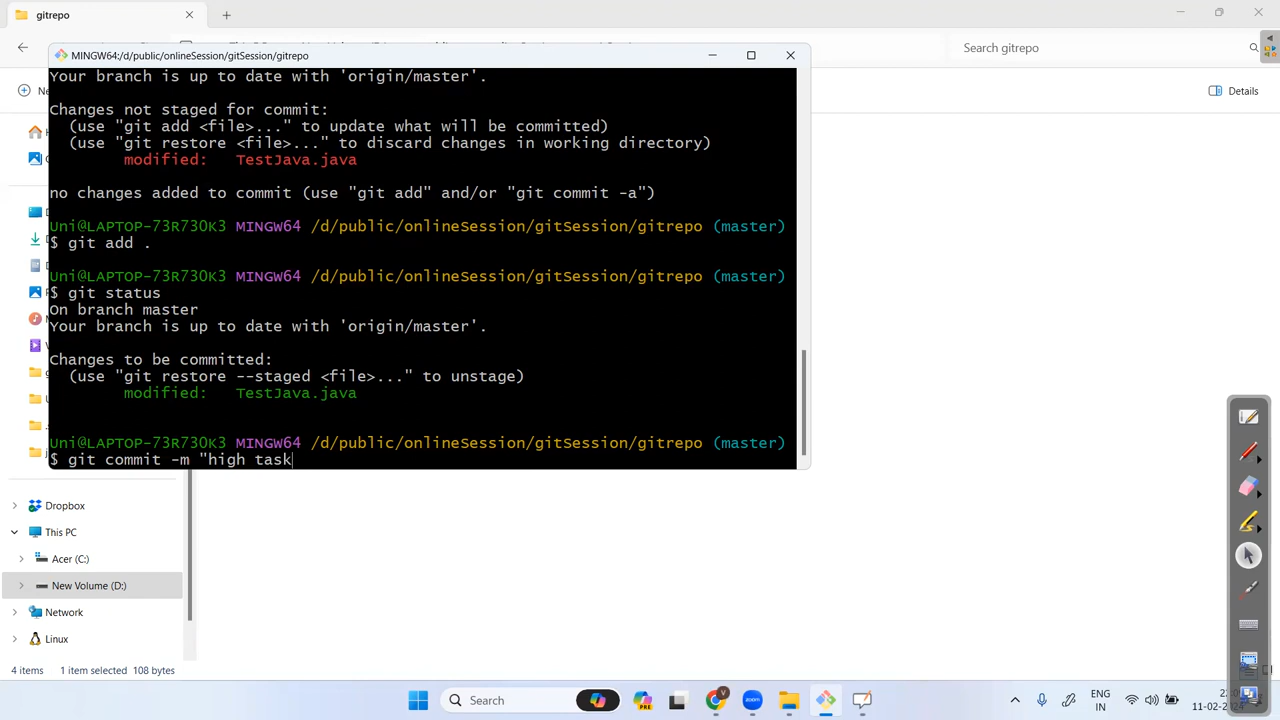 gitrepo
MINGW64:/d/public/onlineSession/gitSession/gitrepo
Search gitrepo
Details
Your branch is up to date with 'origin/master'.
Changes not staged for commit:
(use "git add <file>..." to update what will be committed)
(use "git restore <file>..." to discard changes in working directory)
modified: TestJava.java
no changes added to commit (use "git add" and/or "git commit -a")
Uni@LAPTOP-73R730K3 MINGW64 /d/public/onlineSession/gitSession/gitrepo (master)
$ git add .
Uni@LAPTOP-73R730K3 MINGW64 /d/public/onlineSession/gitSession/gitrepo (master)
$ git status
On branch master
Your branch is up to date with 'origin/master'.
Changes to be committed:
(use "git restore --staged <file>..." to unstage)
modified: TestJava.java
Uni@LAPTOP-73R730K3 MINGW64 /d/public/onlineSession/gitSession/gitrepo (master)
$ git commit -m "high task
Dropbox
This PC
Acer (C:)
New Volume (D:)
Network
Linux
4 items 1 item selected 108 bytes
Search
PRE
ENG
IN